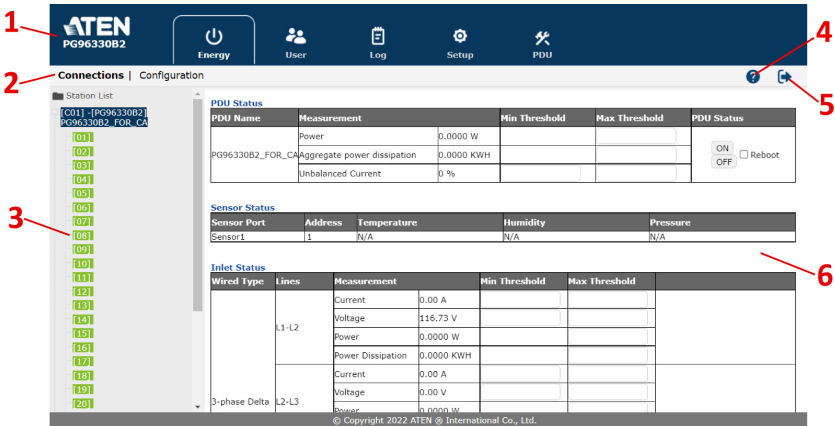 ATEN
PG96330B2
Energy
User
Log
Setup
PDU
1
2
3
4
5
6
Connections | Configuration
Station List
[C01] -[PG96330B2]
PG96330B2_FOR_CA
[01]
[02]
[03]
[04]
[05]
[06]
[07]
[08]
[09]
[10]
[11]
[12]
[13]
[14]
[15]
[16]
[17]
[18]
[19]
[20]
PDU Status
PDU Name Measurement Min Threshold Max Threshold PDU Status
PG96330B2_FOR_CA
Power 0.0000 W
Aggregate power dissipation 0.0000 KWH
Unbalanced Current 0 %
ON
OFF
Reboot
Sensor Status
Sensor Port Address Temperature Humidity Pressure
Sensor1 1 N/A N/A N/A
Inlet Status
Wired Type Lines Measurement Min Threshold Max Threshold
3-phase Delta
L1-L2
Current 0.00 A
Voltage 116.73 V
Power 0.0000 W
Power Dissipation 0.0000 KWH
L2-L3
Current 0.00 A
Voltage 0.00 V
Power 0.0000 W
© Copyright 2022 ATEN ® International Co., Ltd.